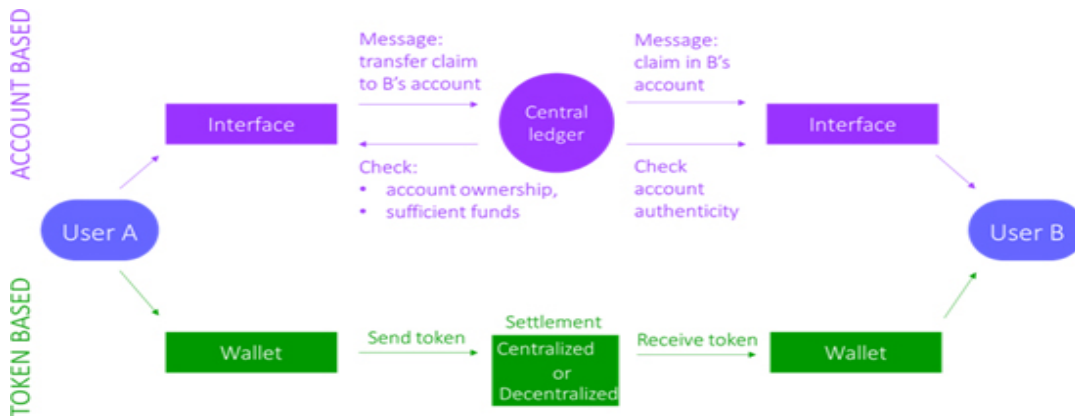 ACCOUNT BASED
Message:
transfer claim
to B's account
Message:
claim in B's
account
Interface
Central
ledger
Interface
Check:
• account ownership,
• sufficient funds
Check
account
authenticity
User A
User B
TOKEN BASED
Wallet
Send token
Settlement
Centralized
or
Decentralized
Receive token
Wallet